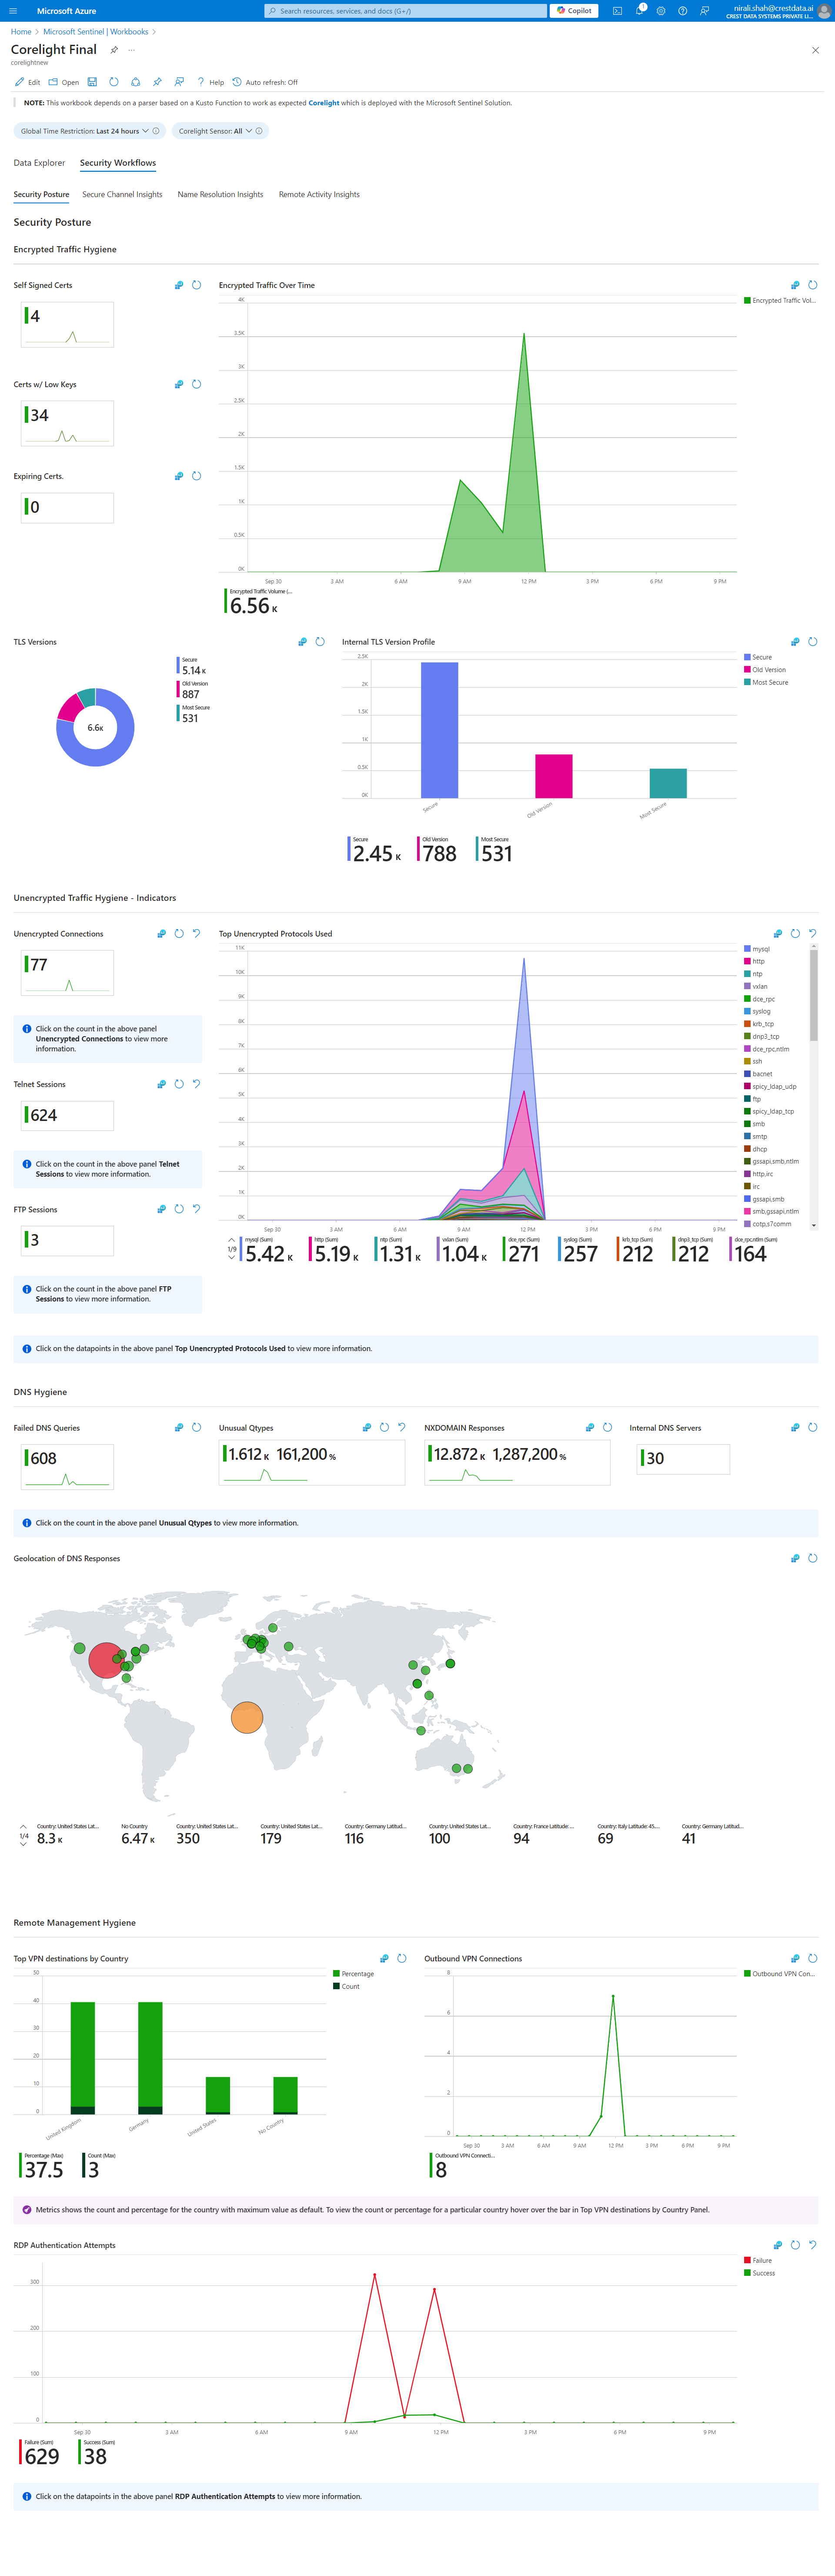 Microsoft Azure
Search resources, services, and docs (G+/)
Copilot
1
nirali.shah@crestdata.ai
CREST DATA SYSTEMS PRIVATE LI...
Home > Microsoft Sentinel | Workbooks >
Corelight Final
...
corelightnew
Edit Open Help Auto refresh: Off
NOTE: This workbook depends on a parser based on a Kusto Function to work as expected Corelight which is deployed with the Microsoft Sentinel Solution.
Global Time Restriction: Last 24 hours
Corelight Sensor: All
Data Explorer Security Workflows
Security Posture Secure Channel Insights Name Resolution Insights Remote Activity Insights
Security Posture
Encrypted Traffic Hygiene
Self Signed Certs
4
Certs w/ Low Keys
34
Expiring Certs.
0
Encrypted Traffic Over Time
4K
3.5K
3K
2.5K
2K
1.5K
1K
0.5K
0K
Sep 30 3 AM 6 AM 9 AM 12 PM 3 PM 6 PM 9 PM
Encrypted Traffic Vol...
Encrypted Traffic Volume (...
6.56 K
TLS Versions
6.6K
Secure
5.14 K
Old Version
887
Most Secure
531
Internal TLS Version Profile
2.5K
2K
1.5K
1K
0.5K
0K
Secure Old Version Most Secure
Secure
Old Version
Most Secure
Secure
2.45 K
Old Version
788
Most Secure
531
Unencrypted Traffic Hygiene - Indicators
Unencrypted Connections
77
Click on the count in the above panel
Unencrypted Connections to view more
information.
Telnet Sessions
624
Click on the count in the above panel Telnet
Sessions to view more information.
FTP Sessions
3
Click on the count in the above panel FTP
Sessions to view more information.
Top Unencrypted Protocols Used
11K
10K
9K
8K
7K
6K
5K
4K
3K
2K
1K
0K
Sep 30 3 AM 6 AM 9 AM 12 PM 3 PM 6 PM 9 PM
mysql
http
ntp
vxlan
dce_rpc
syslog
krb_tcp
dnp3_tcp
dce_rpc,ntlm
ssh
bacnet
spicy_ldap_udp
ftp
spicy_ldap_tcp
smb
smtp
dhcp
gssapi,smb,ntlm
http,irc
irc
gssapi,smb
smb,gssapi,ntlm
cotp,s7comm
1/9
mysql (Sum)
5.42 K
http (Sum)
5.19 K
ntp (Sum)
1.31 K
vxlan (Sum)
1.04 K
dce_rpc (Sum)
271
syslog (Sum)
257
krb_tcp (Sum)
212
dnp3_tcp (Sum)
212
dce_rpc,ntlm (Sum)
164
Click on the datapoints in the above panel Top Unencrypted Protocols Used to view more information.
DNS Hygiene
Failed DNS Queries
608
Unusual Qtypes
1.612 K 161,200 %
NXDOMAIN Responses
12.872 K 1,287,200 %
Internal DNS Servers
30
Click on the count in the above panel Unusual Qtypes to view more information.
Geolocation of DNS Responses
1/4
Country: United States Lat...
8.3 K
No Country
6.47 K
Country: United States Lat...
350
Country: United States Lat...
179
Country: Germany Latitud...
116
Country: United States Lat...
100
Country: France Latitude: ...
94
Country: Italy Latitude: 45....
69
Country: Germany Latitud...
41
Remote Management Hygiene
Top VPN destinations by Country
50
40
30
20
10
0
United Kingdom Germany United States No Country
Percentage
Count
Percentage (Max)
37.5
Count (Max)
3
Outbound VPN Connections
8
6
4
2
0
Sep 30 3 AM 6 AM 9 AM 12 PM 3 PM 6 PM 9 PM
Outbound VPN Con...
Outbound VPN Connecti...
8
Metrics shows the count and percentage for the country with maximum value as default. To view the count or percentage for a particular country hover over the bar in Top VPN destinations by Country Panel.
RDP Authentication Attempts
300
200
100
0
Sep 30 3 AM 6 AM 9 AM 12 PM 3 PM 6 PM 9 PM
Failure
Success
Failure (Sum)
629
Success (Sum)
38
Click on the datapoints in the above panel RDP Authentication Attempts to view more information.